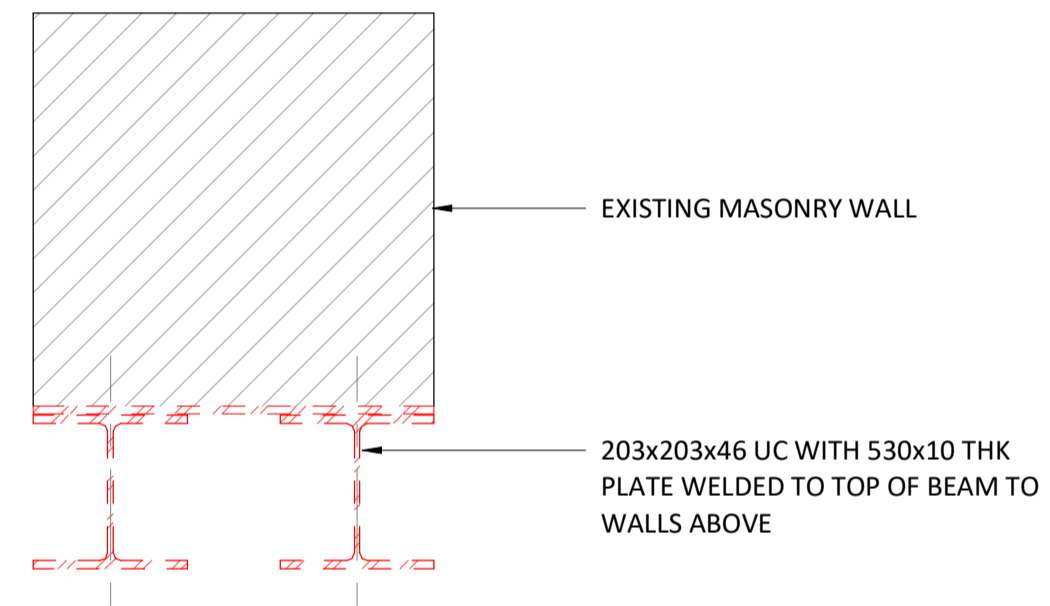 EXISTING MASONRY WALL
203x203x46 UC WITH 530x10 THK
PLATE WELDED TO TOP OF BEAM TO
WALLS ABOVE